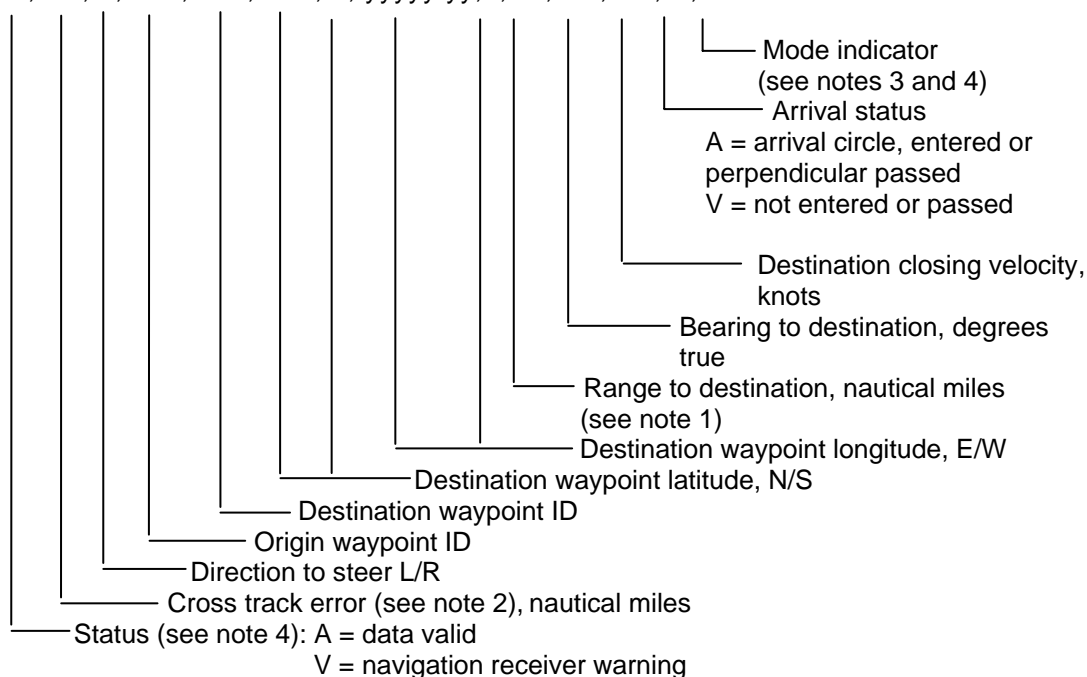 Mode indicator
(see notes 3 and 4)
Arrival status
A = arrival circle, entered or
perpendicular passed
V = not entered or passed
Destination closing velocity,
knots
Bearing to destination, degrees
true
Range to destination, nautical miles
(see note 1)
Destination waypoint longitude, E/W
Destination waypoint latitude, N/S
Destination waypoint ID
Origin waypoint ID
Direction to steer L/R
Cross track error (see note 2), nautical miles
Status (see note 4): A = data valid
V = navigation receiver warning